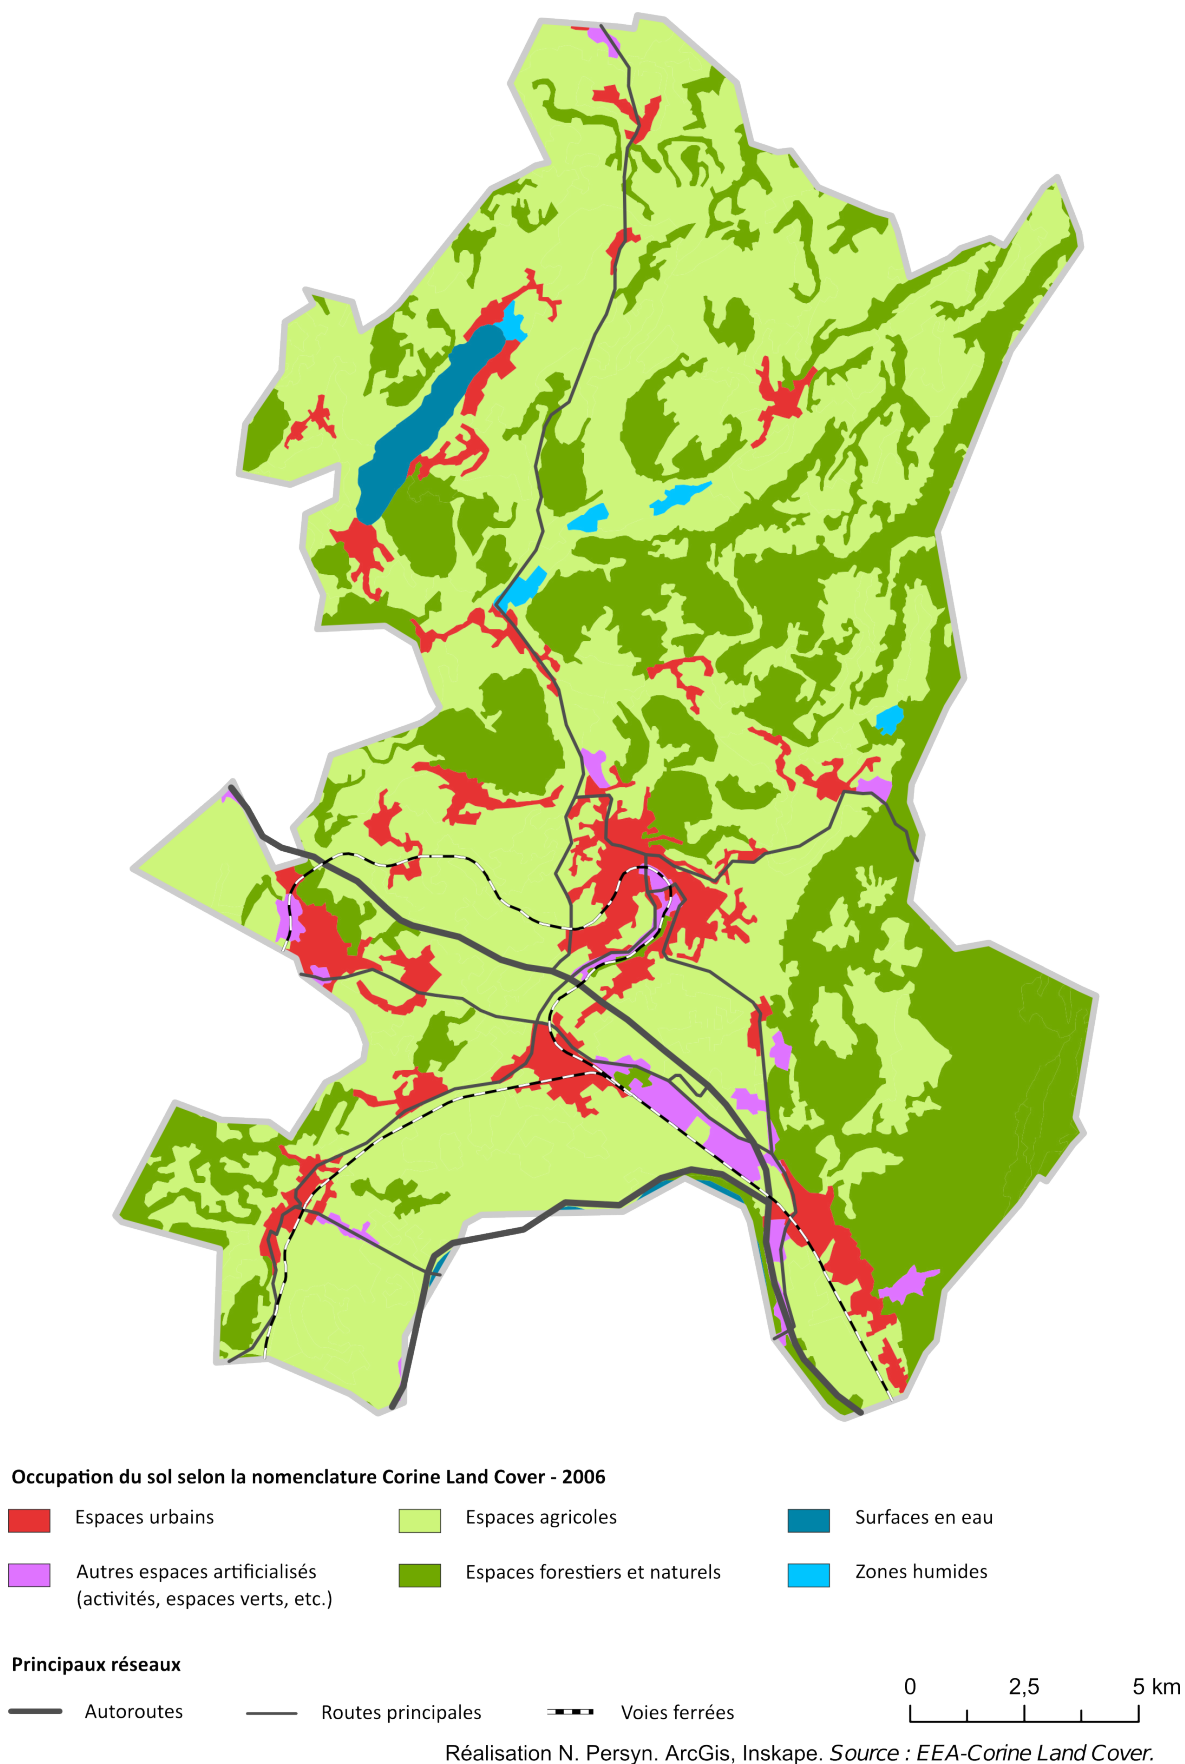 Occupation du sol selon la nomenclature Corine Land Cover - 2006
Espaces urbains
Espaces agricoles
Surfaces en eau
Autres espaces artificialisés
(activités, espaces verts, etc.)
Espaces forestiers et naturels
Zones humides
Principaux réseaux
0 2,5 5 km
Autoroutes
Routes principales
Voies ferrées
Réalisation N. Persyn. ArcGis, Inskape. Source : EEA-Corine Land Cover.